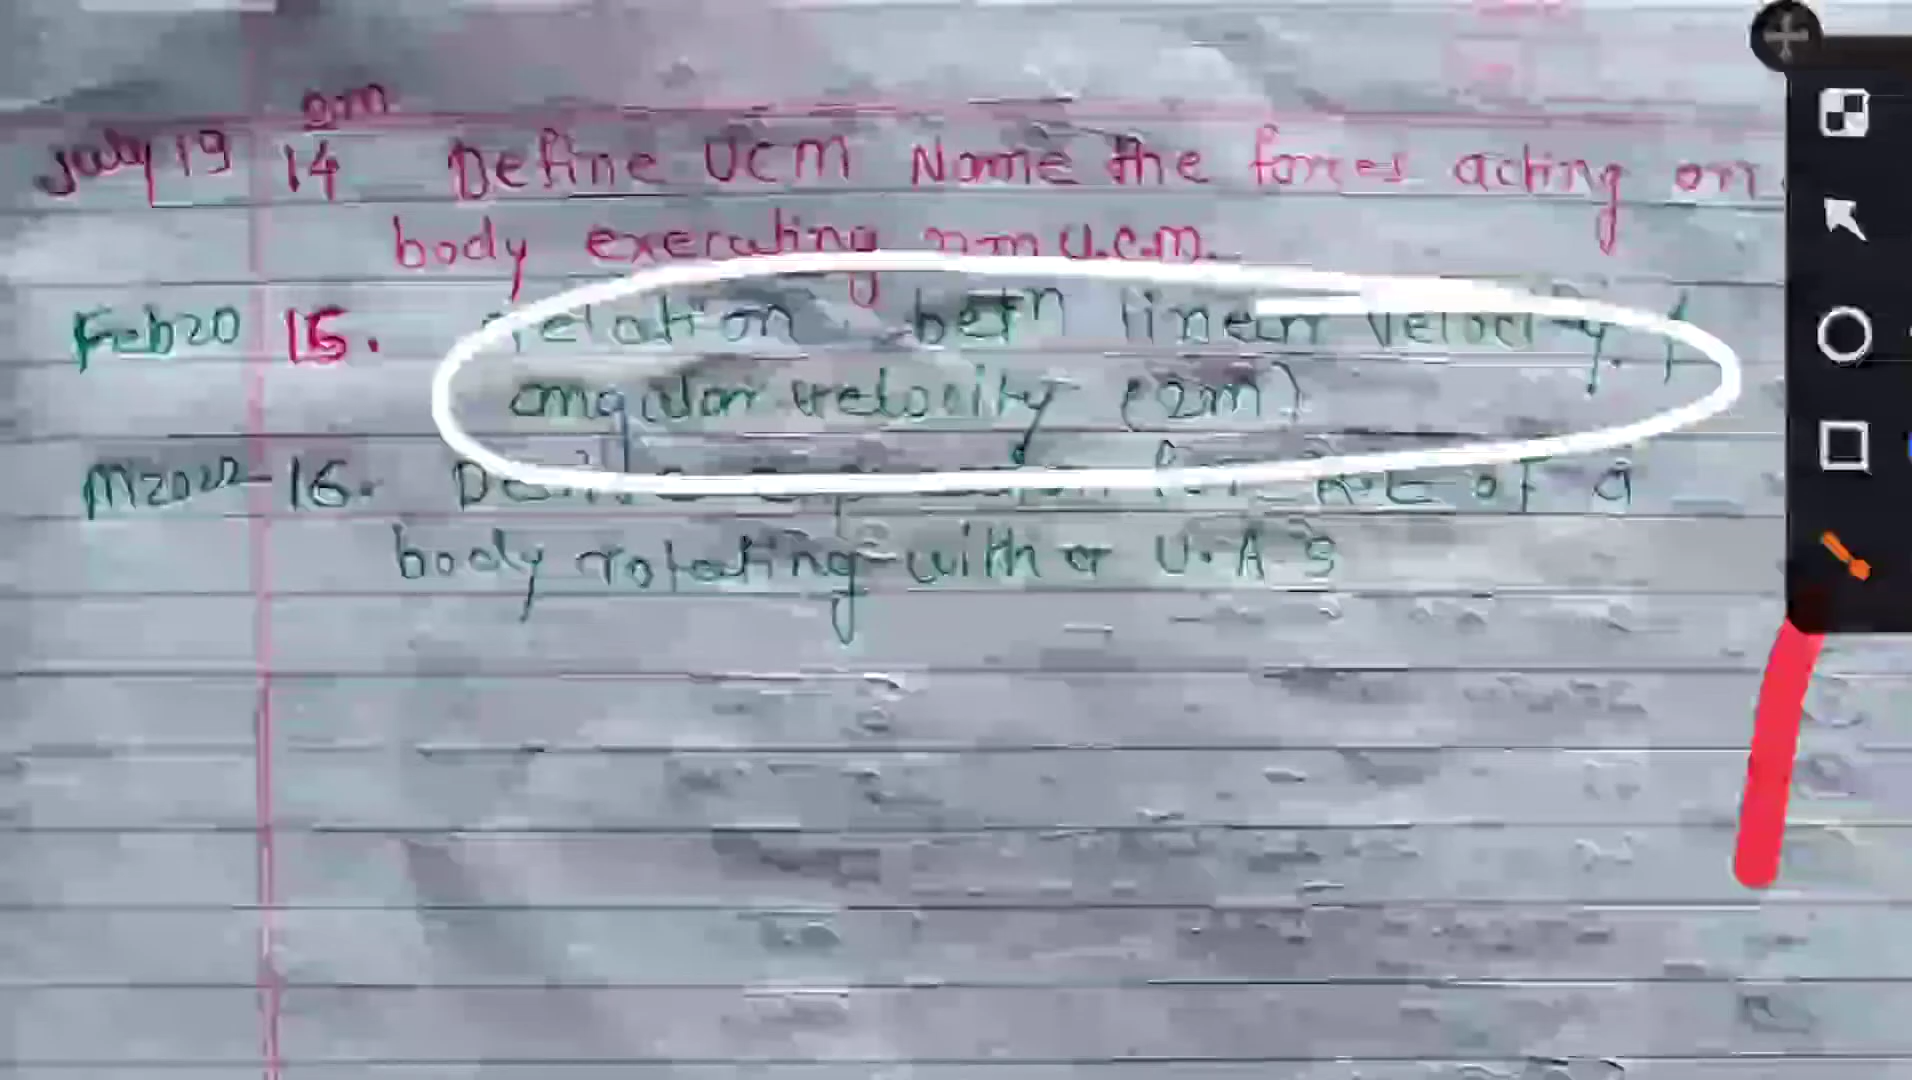 2m
July 19 14 Define UCM Name the forces acting on
body executing nm U.C.M.
Feb20 15. relation betn linear velocity &
angular velocity (2m)
M2022 - 16. of a
body rotating with a U.A.S